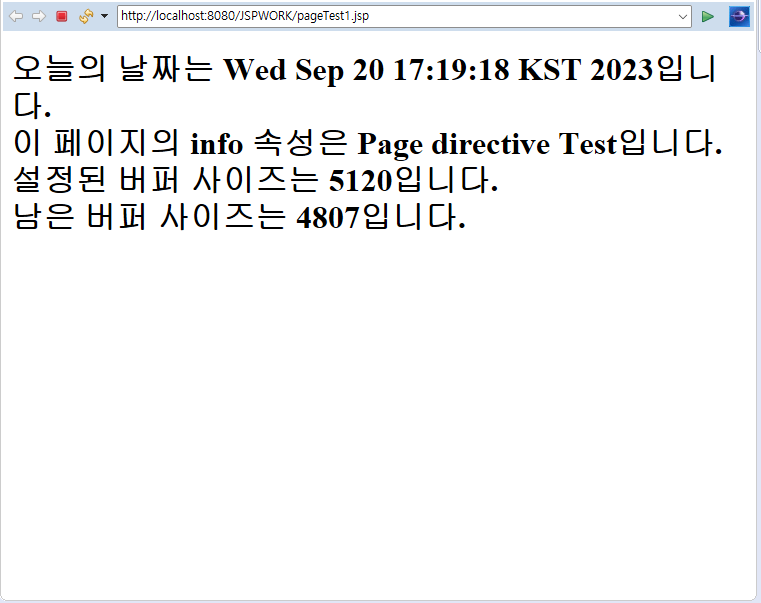 http://localhost:8080/JSPWORK/pageTest1.jsp
오늘의 날짜는 Wed Sep 20 17:19:18 KST 2023입니
다.
이 페이지의 info 속성은 Page directive Test입니다.
설정된 버퍼 사이즈는 5120입니다.
남은 버퍼 사이즈는 4807입니다.